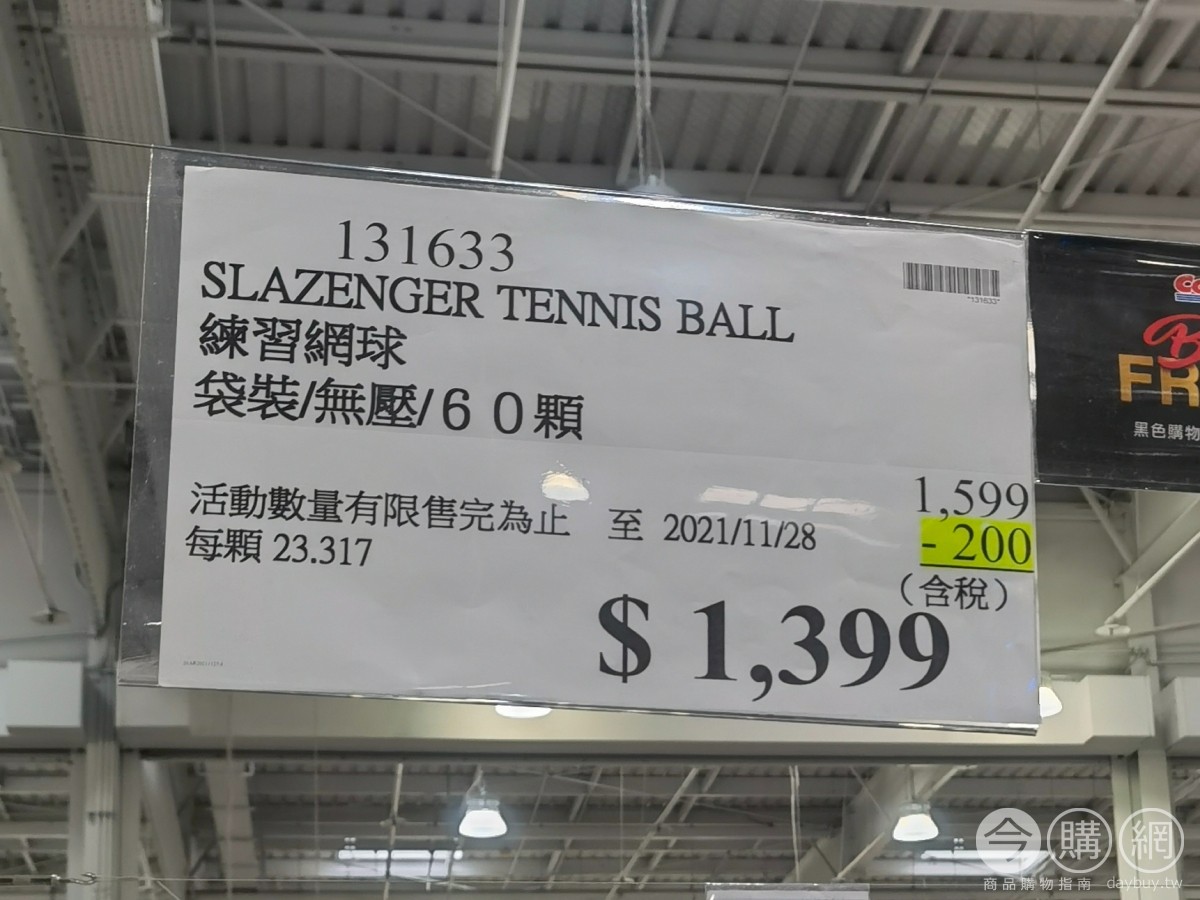 131633
SLAZENGER TENNIS BALL
練習網球
袋裝/無壓/６０顆
"131633"
活動數量有限售完為止 至 2021/11/28
每顆 23.317
1,599
- 200
(含稅)
$ 1,399
FR
黑色購物
今購網
商品購物指南 daybuy.tw